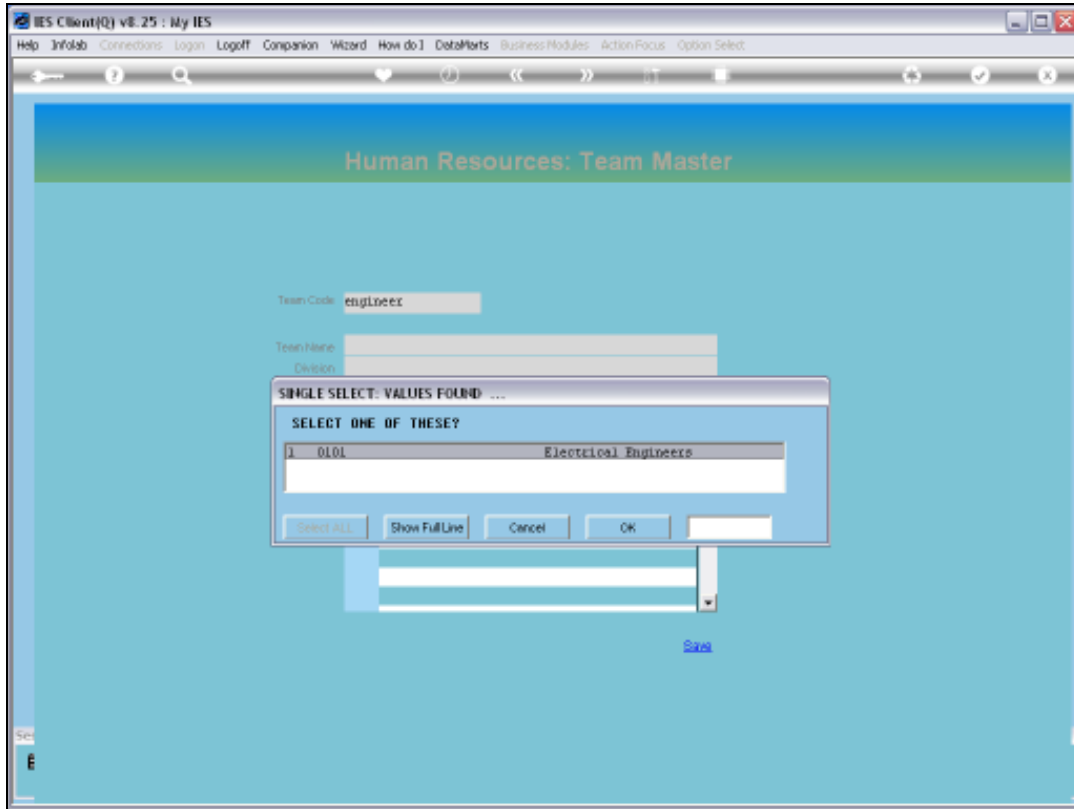 IES Client(Q) v8.25 : My IES
Help Infolab Connections Logon Logoff Companion Wizard How do I DataMarts Business Modules Action Focus Option Select
Human Resources: Team Master
Team Code engineer
Team Name
Division
SINGLE SELECT: VALUES FOUND ...
SELECT ONE OF THESE?
1 0101 Electrical Engineers
Select ALL Show Full Line Cancel OK
Save